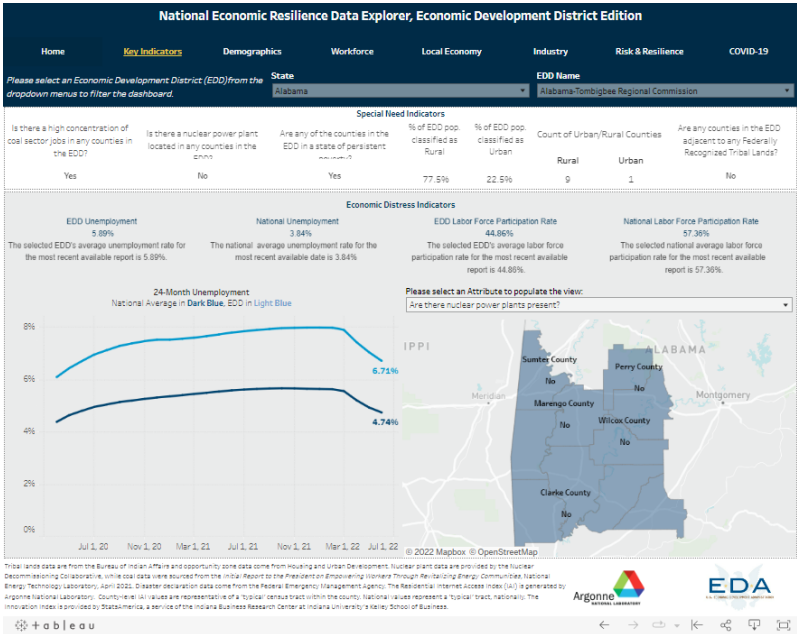 National Economic Resilience Data Explorer, Economic Development District Edition
Home Key Indicators Demographics Workforce Local Economy Industry Risk & Resilience COVID-19
Please select an Economic Development District (EDD)from the
dropdown menus to filter the dashboard.
State
Alabama
EDD Name
Alabama-Tombigbee Regional Commission
Special Need Indicators
Is there a high concentration of
coal sector jobs in any counties in
the EDD?
Yes
Is there a nuclear power plant
located in any counties in the
EDD?
No
Are any of the counties in the
EDD in a state of persistent
poverty?
Yes
% of EDD pop.
classified as
Rural
77.5%
% of EDD pop.
classified as
Urban
22.5%
Count of Urban/Rural Counties
Rural Urban
9 1
Are any counties in the EDD
adjacent to any Federally
Recognized Tribal Lands?
No
Economic Distress Indicators
EDD Unemployment
5.89%
The selected EDD's average unemployment rate for
the most recent available report is 5.89%.
National Unemployment
3.84%
The national average unemployment rate for the
most recent available date is 3.84%
EDD Labor Force Participation Rate
44.86%
The selected EDD's average labor force
participation rate for the most recent available
report is 44.86%.
National Labor Force Participation Rate
57.36%
The selected national average labor force
participation rate for the most recent available
report is 57.36%.
24-Month Unemployment
National Average in Dark Blue, EDD in Light Blue
8%
6%
4%
2%
0%
6.71%
4.74%
Jul 1, 20 Nov 1, 20 Mar 1, 21 Jul 1, 21 Nov 1, 21 Mar 1, 22 Jul 1, 22
Please select an Attribute to populate the view:
Are there nuclear power plants present?
IPPI
ALABAMA
Sumter County
No
Perry County
No
Meridian
Montgomery
Marengo County
No
Wilcox County
No
Clarke County
No
© 2022 Mapbox © OpenStreetMap
Tribal lands data are from the Bureau of Indian Affairs and opportunity zone data come from Housing and Urban Development. Nuclear plant data are provided by the Nuclear
Decommissioning Collaborative, while coal data were sourced from the Initial Report to the President on Empowering Workers Through Revitalizing Energy Communities, National
Energy Technology Laboratory, April 2021. Disaster declaration data come from the Federal Emergency Management Agency. The Residential Internet Access Index (IAI) is generated by
Argonne National Laboratory. County-level IAI values are representative of a 'typical' census tract within the county. National values represent a 'typical' tract, nationally. The
Innovation Index is provided by StatsAmerica, a service of the Indiana Business Research Center at Indiana University's Kelley School of Business.
Argonne
NATIONAL LABORATORY
EDA
+ a b l e a u